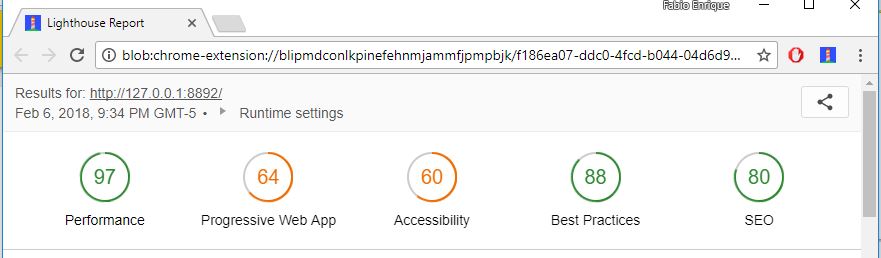 Fabio Enrique
Lighthouse Report
blob:chrome-extension://blipmdconlkpinefehnmjammfjpmpbjk/f186ea07-ddc0-4fcd-b044-04d6d9...
Results for: http://127.0.0.1:8892/
Feb 6, 2018, 9:34 PM GMT-5 • Runtime settings
97 64 60 88 80
Performance Progressive Web App Accessibility Best Practices SEO